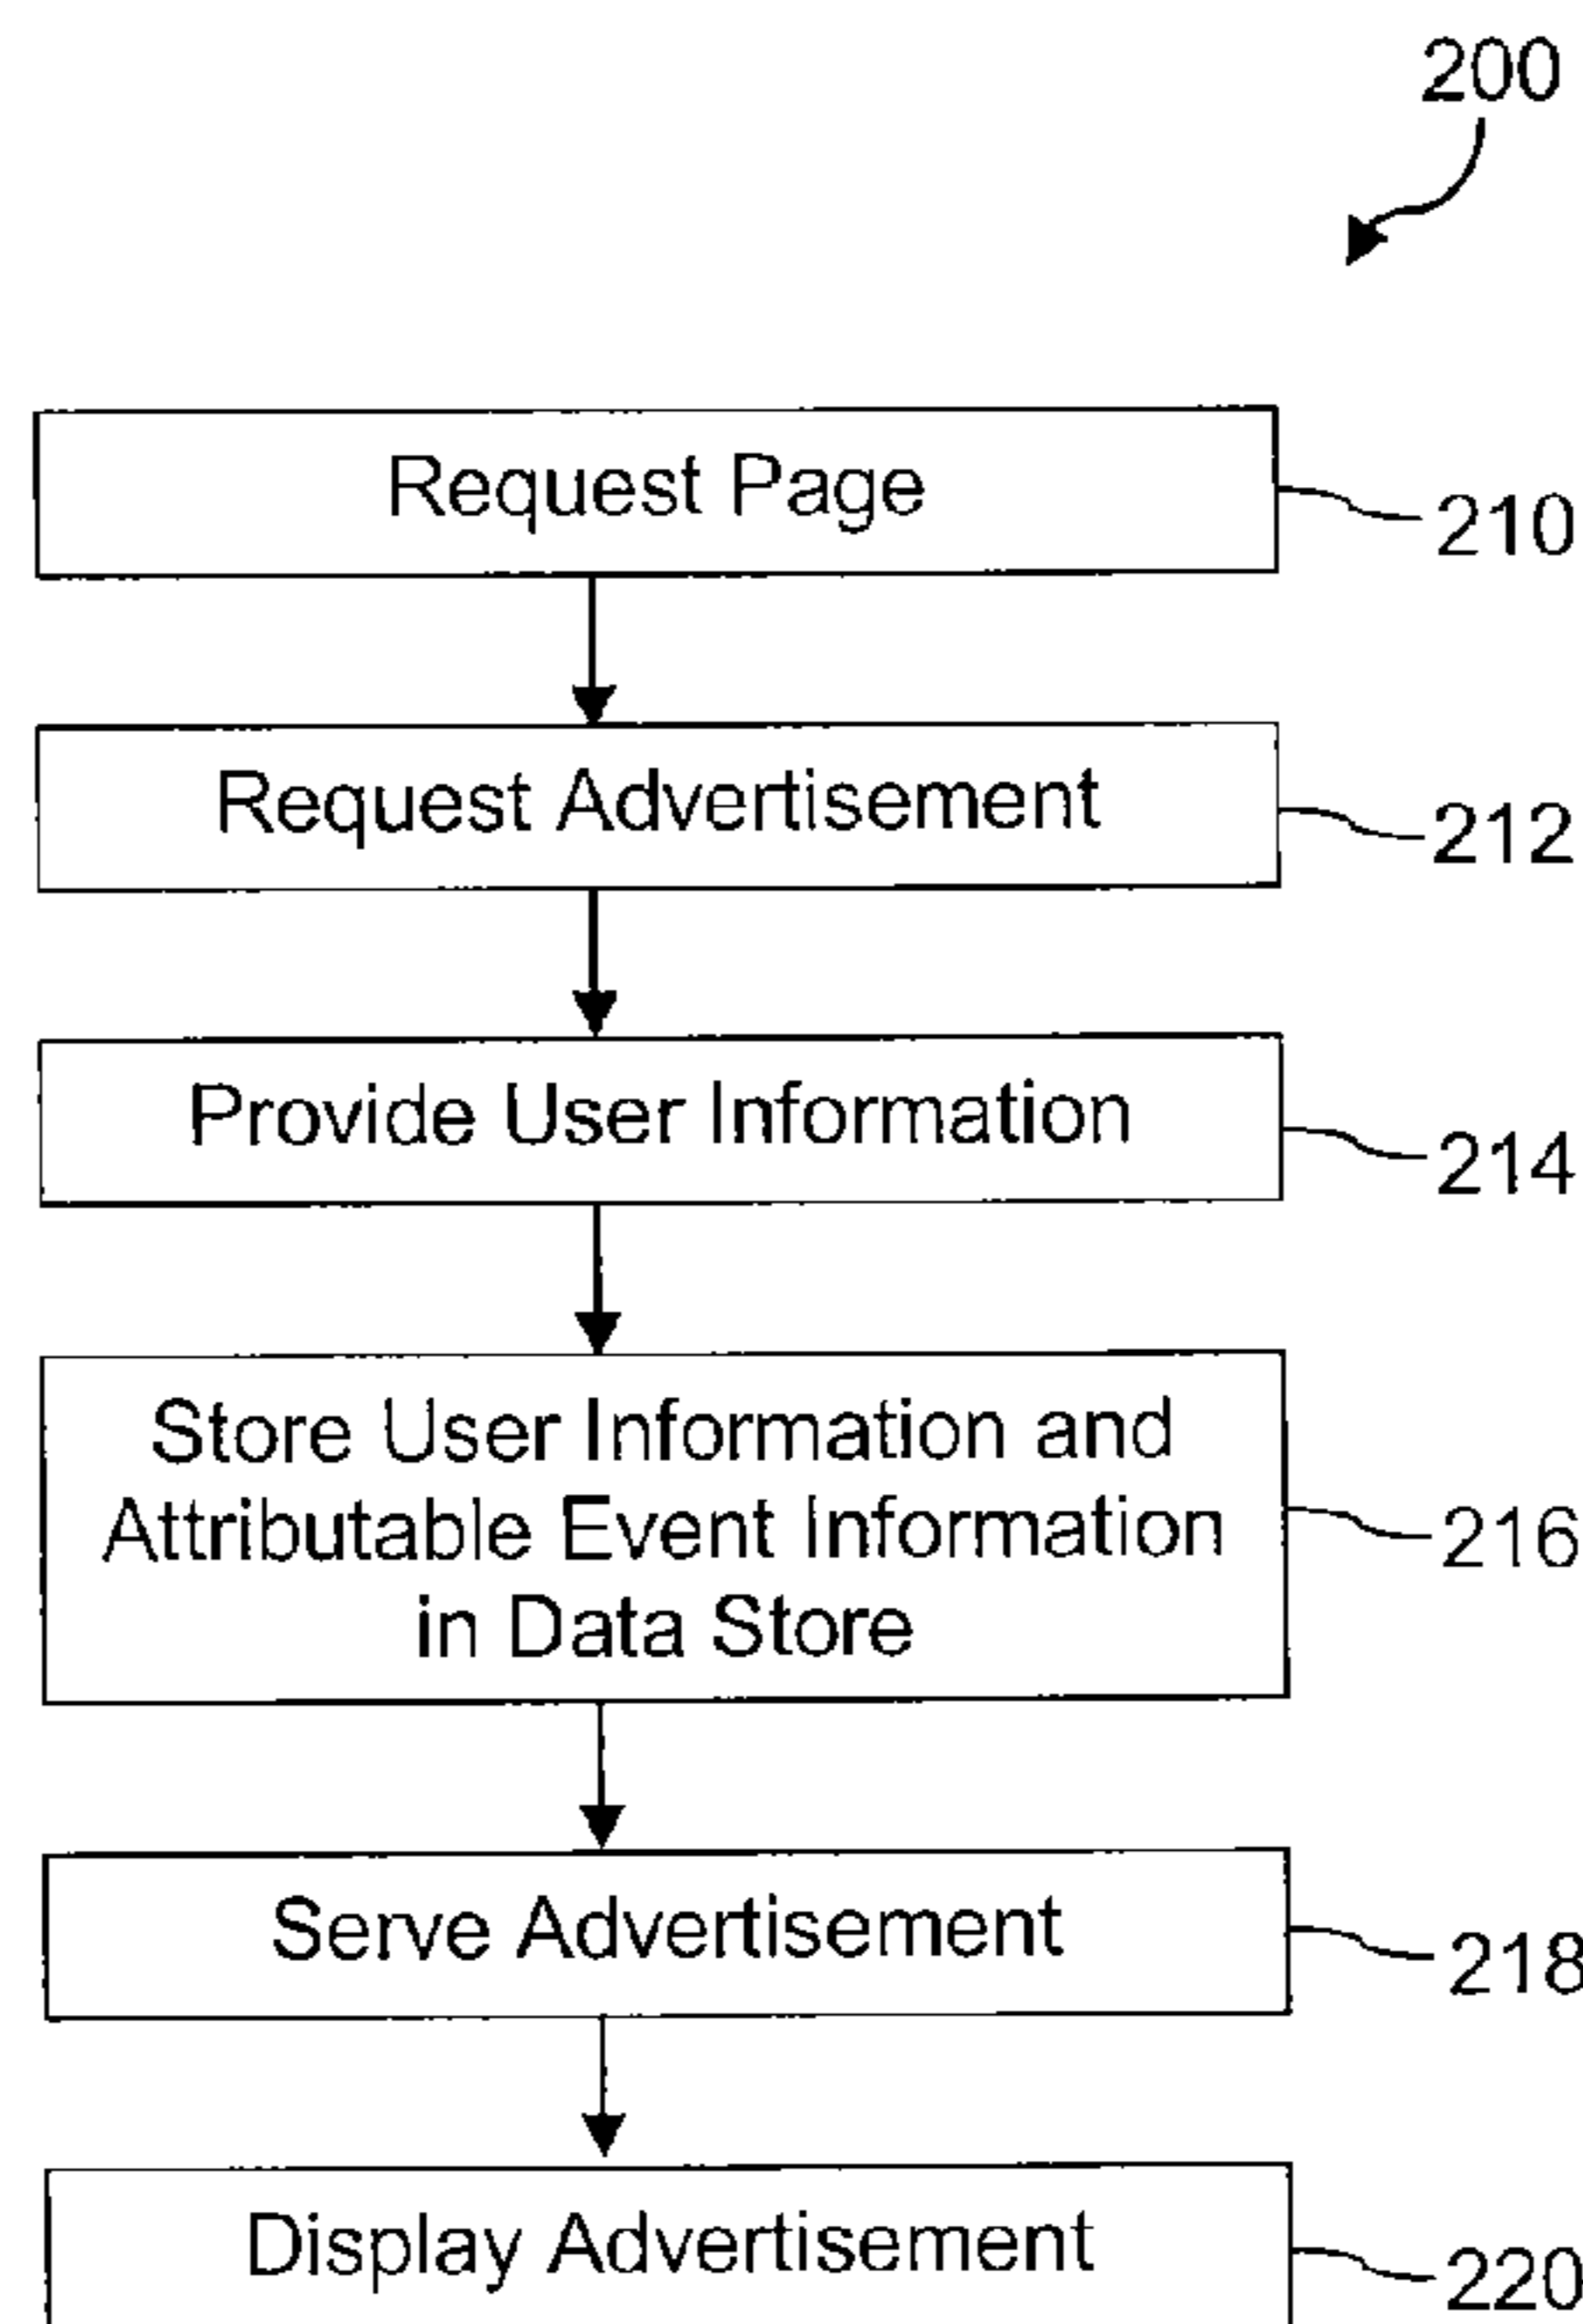 200
Request Page
210
Request Advertisement
212
Provide User Information
214
Store User Information and
Attributable Event Information
in Data Store
216
Serve Advertisement
218
Display Advertisement
220